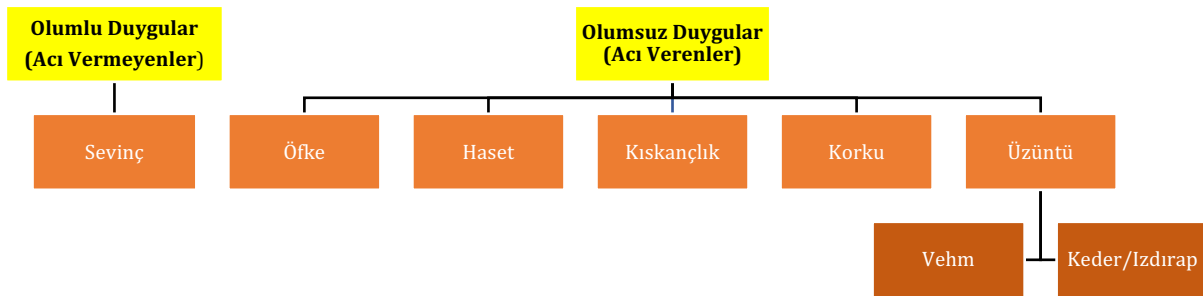 Olumlu Duygular
(Acı Vermeyenler)
Olumsuz Duygular
(Acı Verenler)
Sevinç
Öfke
Haset
Kıskançlık
Korku
Üzüntü
Vehm
Keder/Izdırap